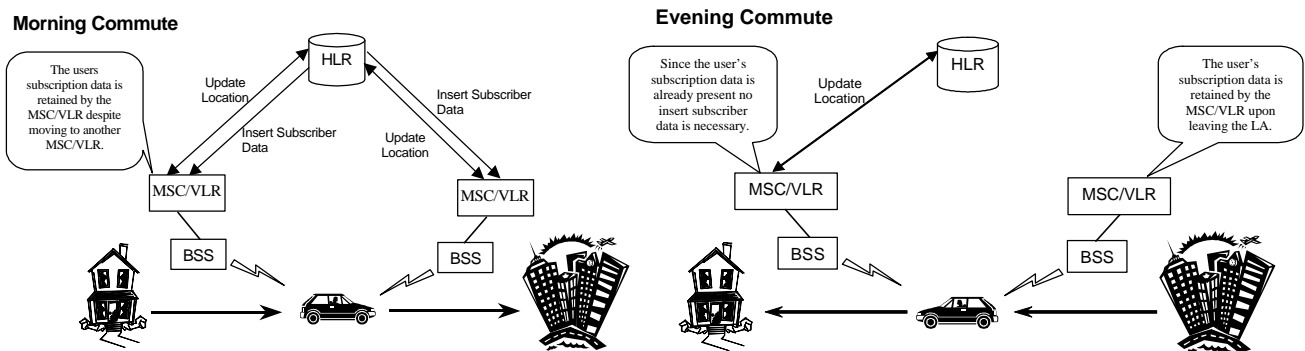 Morning Commute
The users
subscription data is
retained by the
MSC/VLR despite
moving to another
MSC/VLR.
HLR
Update
Location
Insert Subscriber
Data
Insert Subscriber
Data
Update
Location
MSC/VLR
MSC/VLR
BSS
BSS
Evening Commute
Since the user's
subscription data is
already present no
insert subscriber
data is necessary.
Update
Location
HLR
The user's
subscription data is
retained by the
MSC/VLR upon
leaving the LA.
MSC/VLR
MSC/VLR
BSS
BSS